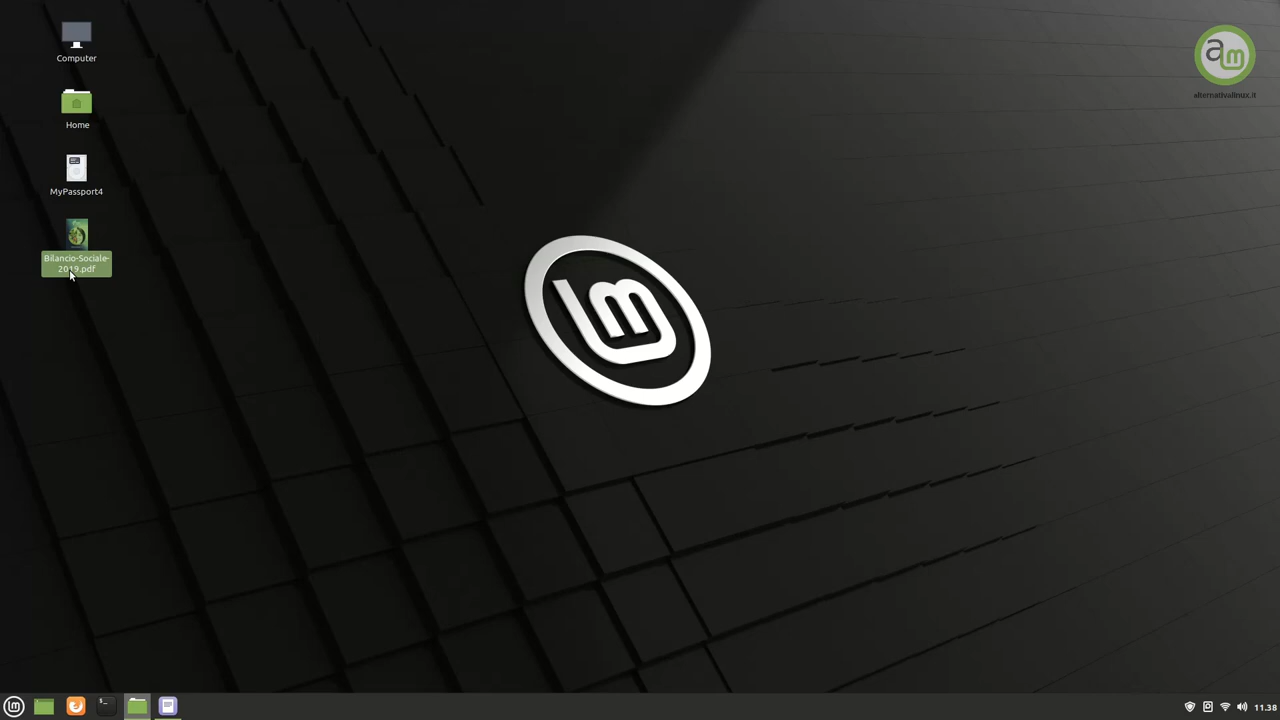 Computer
Home
MyPassport4
Bilancio-Sociale-
2019.pdf
alternativalinux.it
11.38